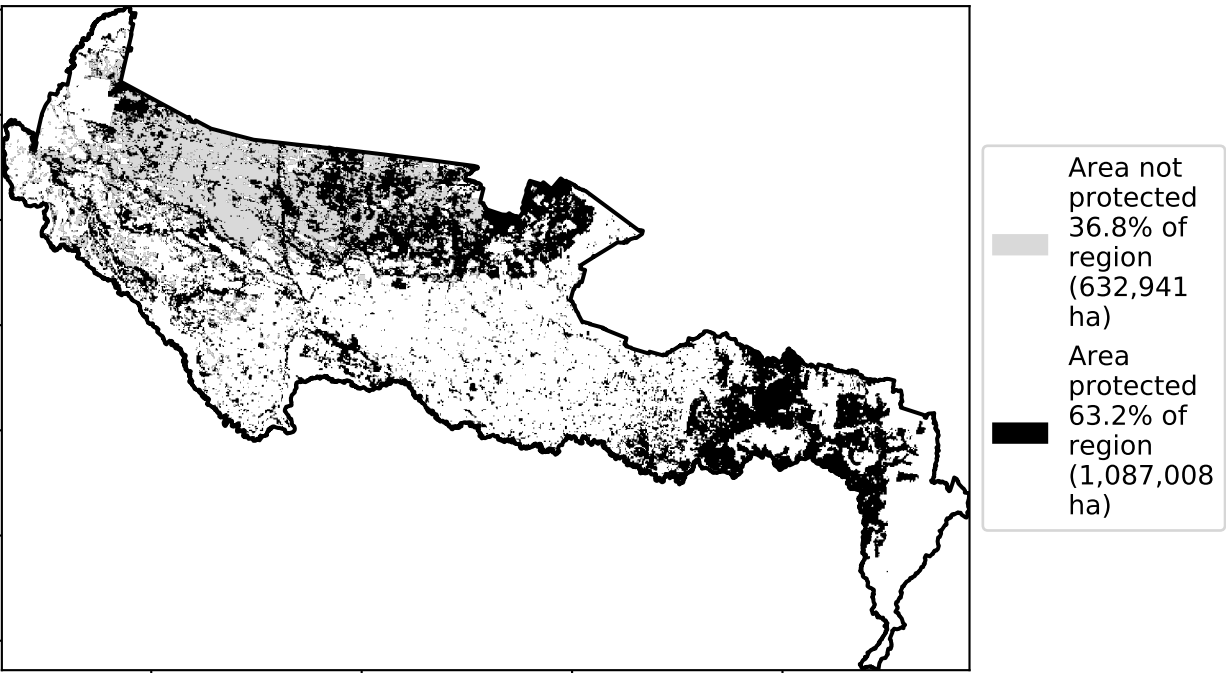 Area not
protected
36.8% of
region
(632,941
ha)
Area
protected
63.2% of
region
(1,087,008
ha)